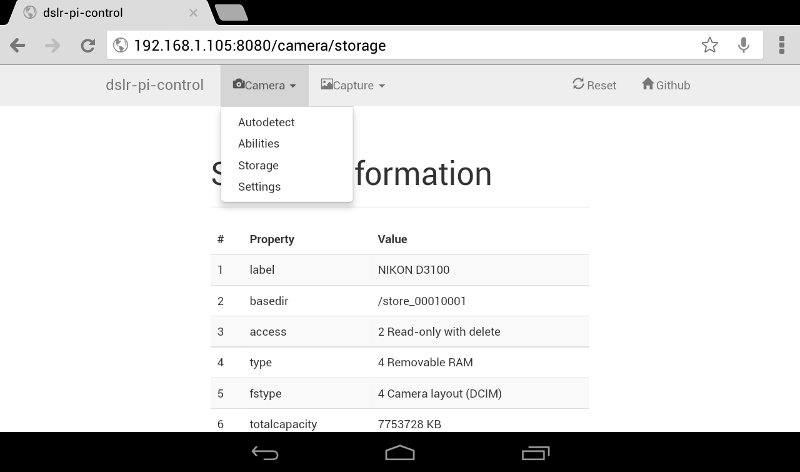 dslr-pi-control
192.168.1.105:8080/camera/storage
dslr-pi-control Camera Capture Reset Github
Autodetect
Abilities
Storage
Settings
formation
# Property Value
1 label NIKON D3100
2 basedir /store_00010001
3 access 2 Read-only with delete
4 type 4 Removable RAM
5 fstype 4 Camera layout (DCIM)
6 totalcapacity 7753728 KB